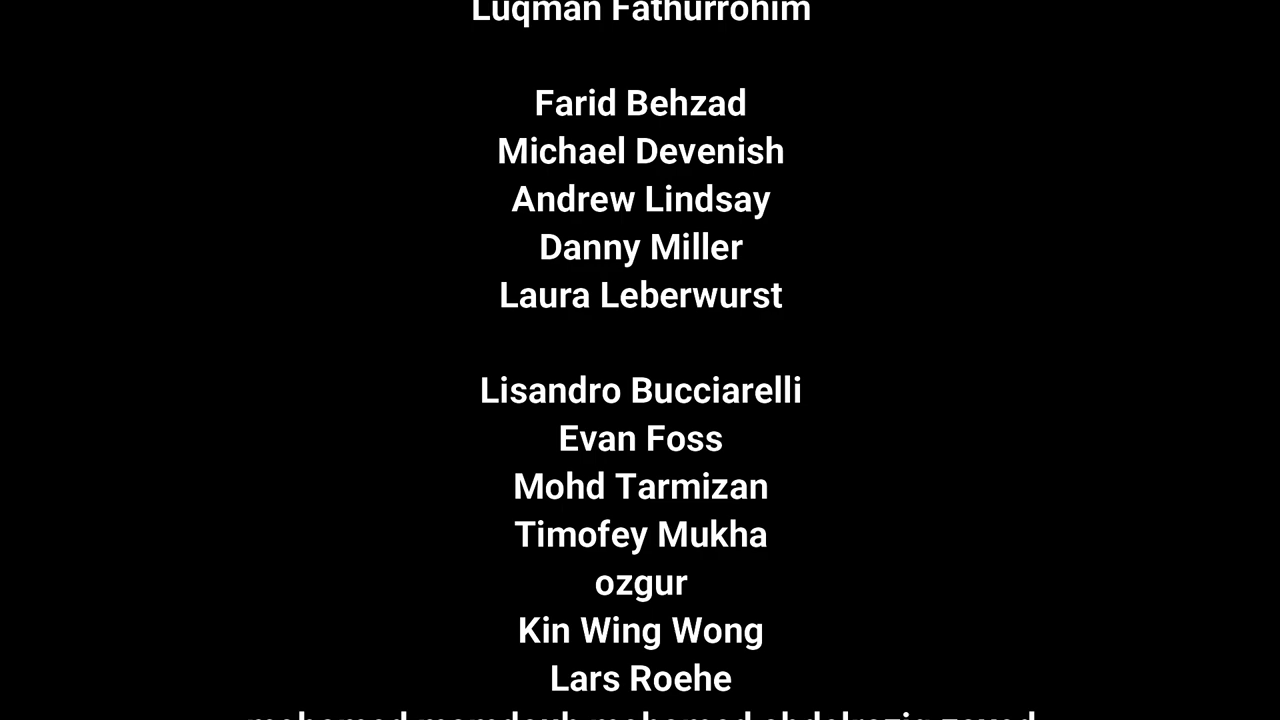 Luqman Fathurrohim
Farid Behzad
Michael Devenish
Andrew Lindsay
Danny Miller
Laura Leberwurst
Lisandro Bucciarelli
Evan Foss
Mohd Tarmizan
Timofey Mukha
ozgur
Kin Wing Wong
Lars Roehe